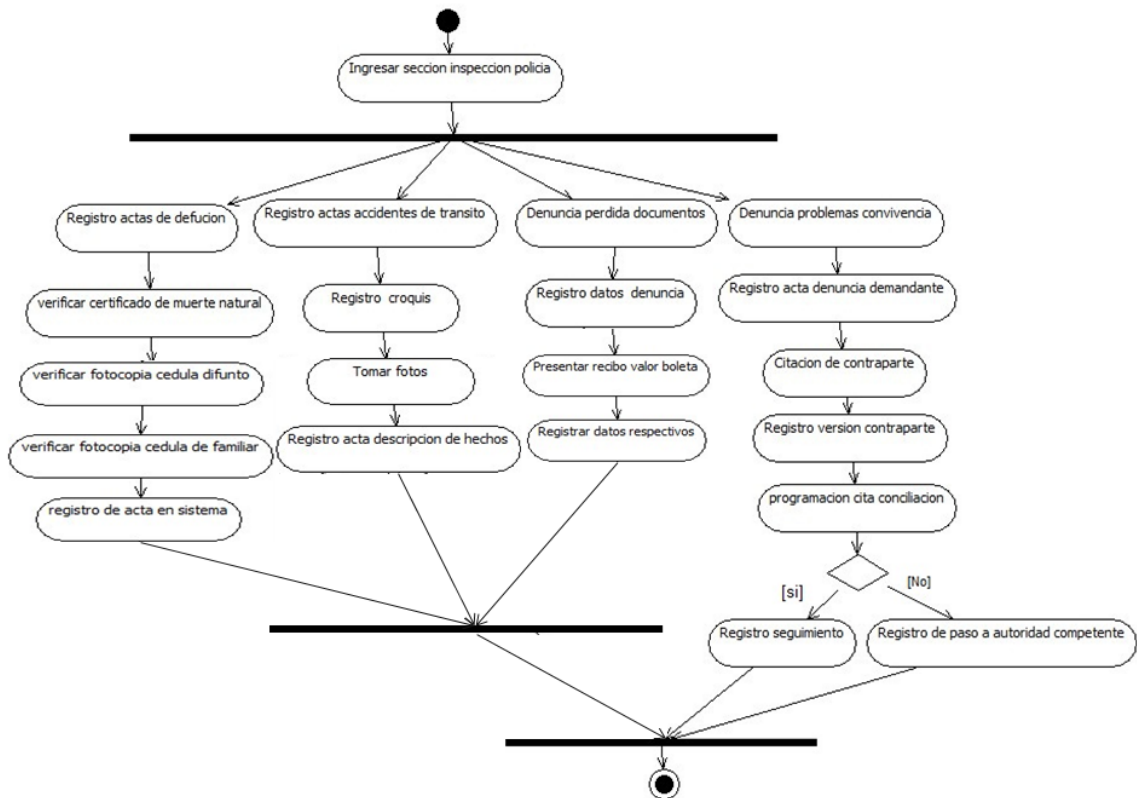 Ingresar seccion inspeccion policia
Registro actas de defucion
Registro actas accidentes de transito
Denuncia perdida documentos
Denuncia problemas convivencia
verificar certificado de muerte natural
Registro croquis
Registro datos denuncia
Registro acta denuncia demandante
verificar fotocopia cedula difunto
Tomar fotos
Presentar recibo valor boleta
Citacion de contraparte
verificar fotocopia cedula de familiar
Registro acta descripcion de hechos
Registrar datos respectivos
Registro version contraparte
registro de acta en sistema
programacion cita conciliacion
[si]
[No]
Registro seguimiento
Registro de paso a autoridad competente